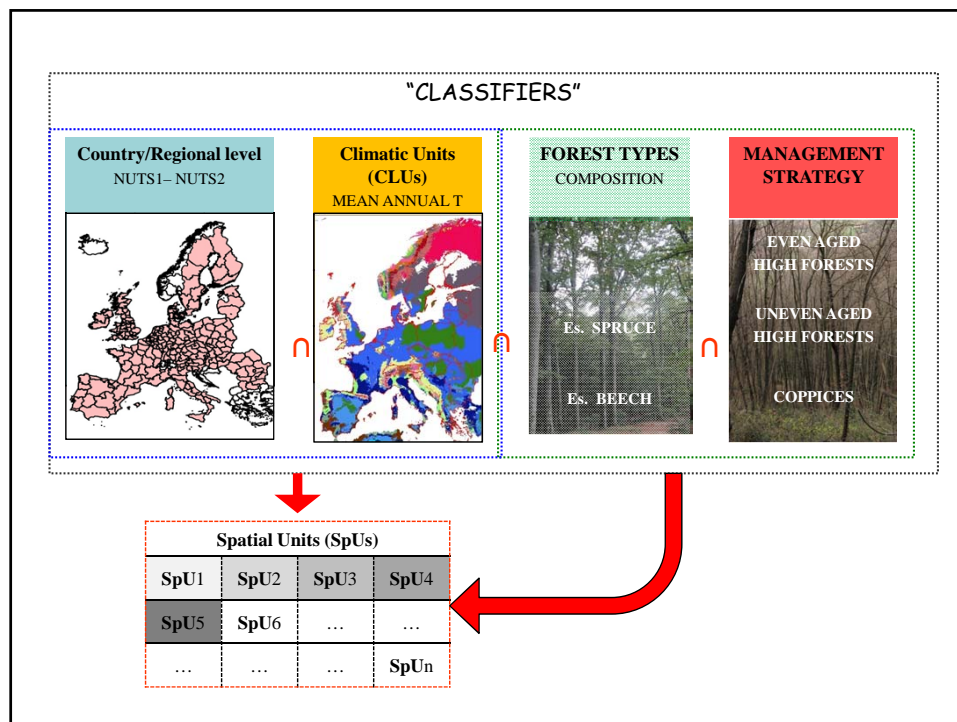 “CLASSIFIERS”
Country/Regional level
NUTS1– NUTS2
Climatic Units
(CLUs)
MEAN ANNUAL T
FOREST TYPES
COMPOSITION
MANAGEMENT
STRATEGY
∩
∩
∩
Es. SPRUCE
Es. BEECH
EVEN AGED
HIGH FORESTS
UNEVEN AGED
HIGH FORESTS
COPPICES
Spatial Units (SpUs)
SpU1 SpU2 SpU3 SpU4
SpU5 SpU6 … …
… … … SpUn